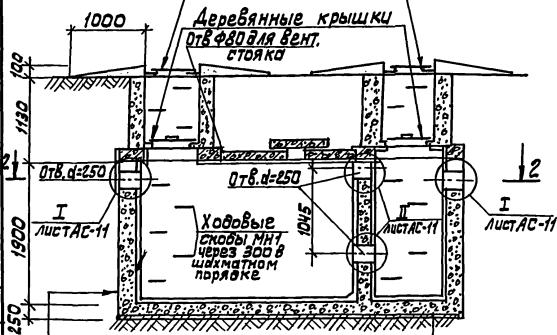 1000
Деревянные крышки
Отв Ф80 для вент.
стояка
100
1130
2
2
Отв. d=250
Отв. d=250
I
лист АС-11
Ходовые
скобы МН1
через 300 в
шахматном
порядке
1045
II
лист АС-11
I
лист АС-11
1900
250